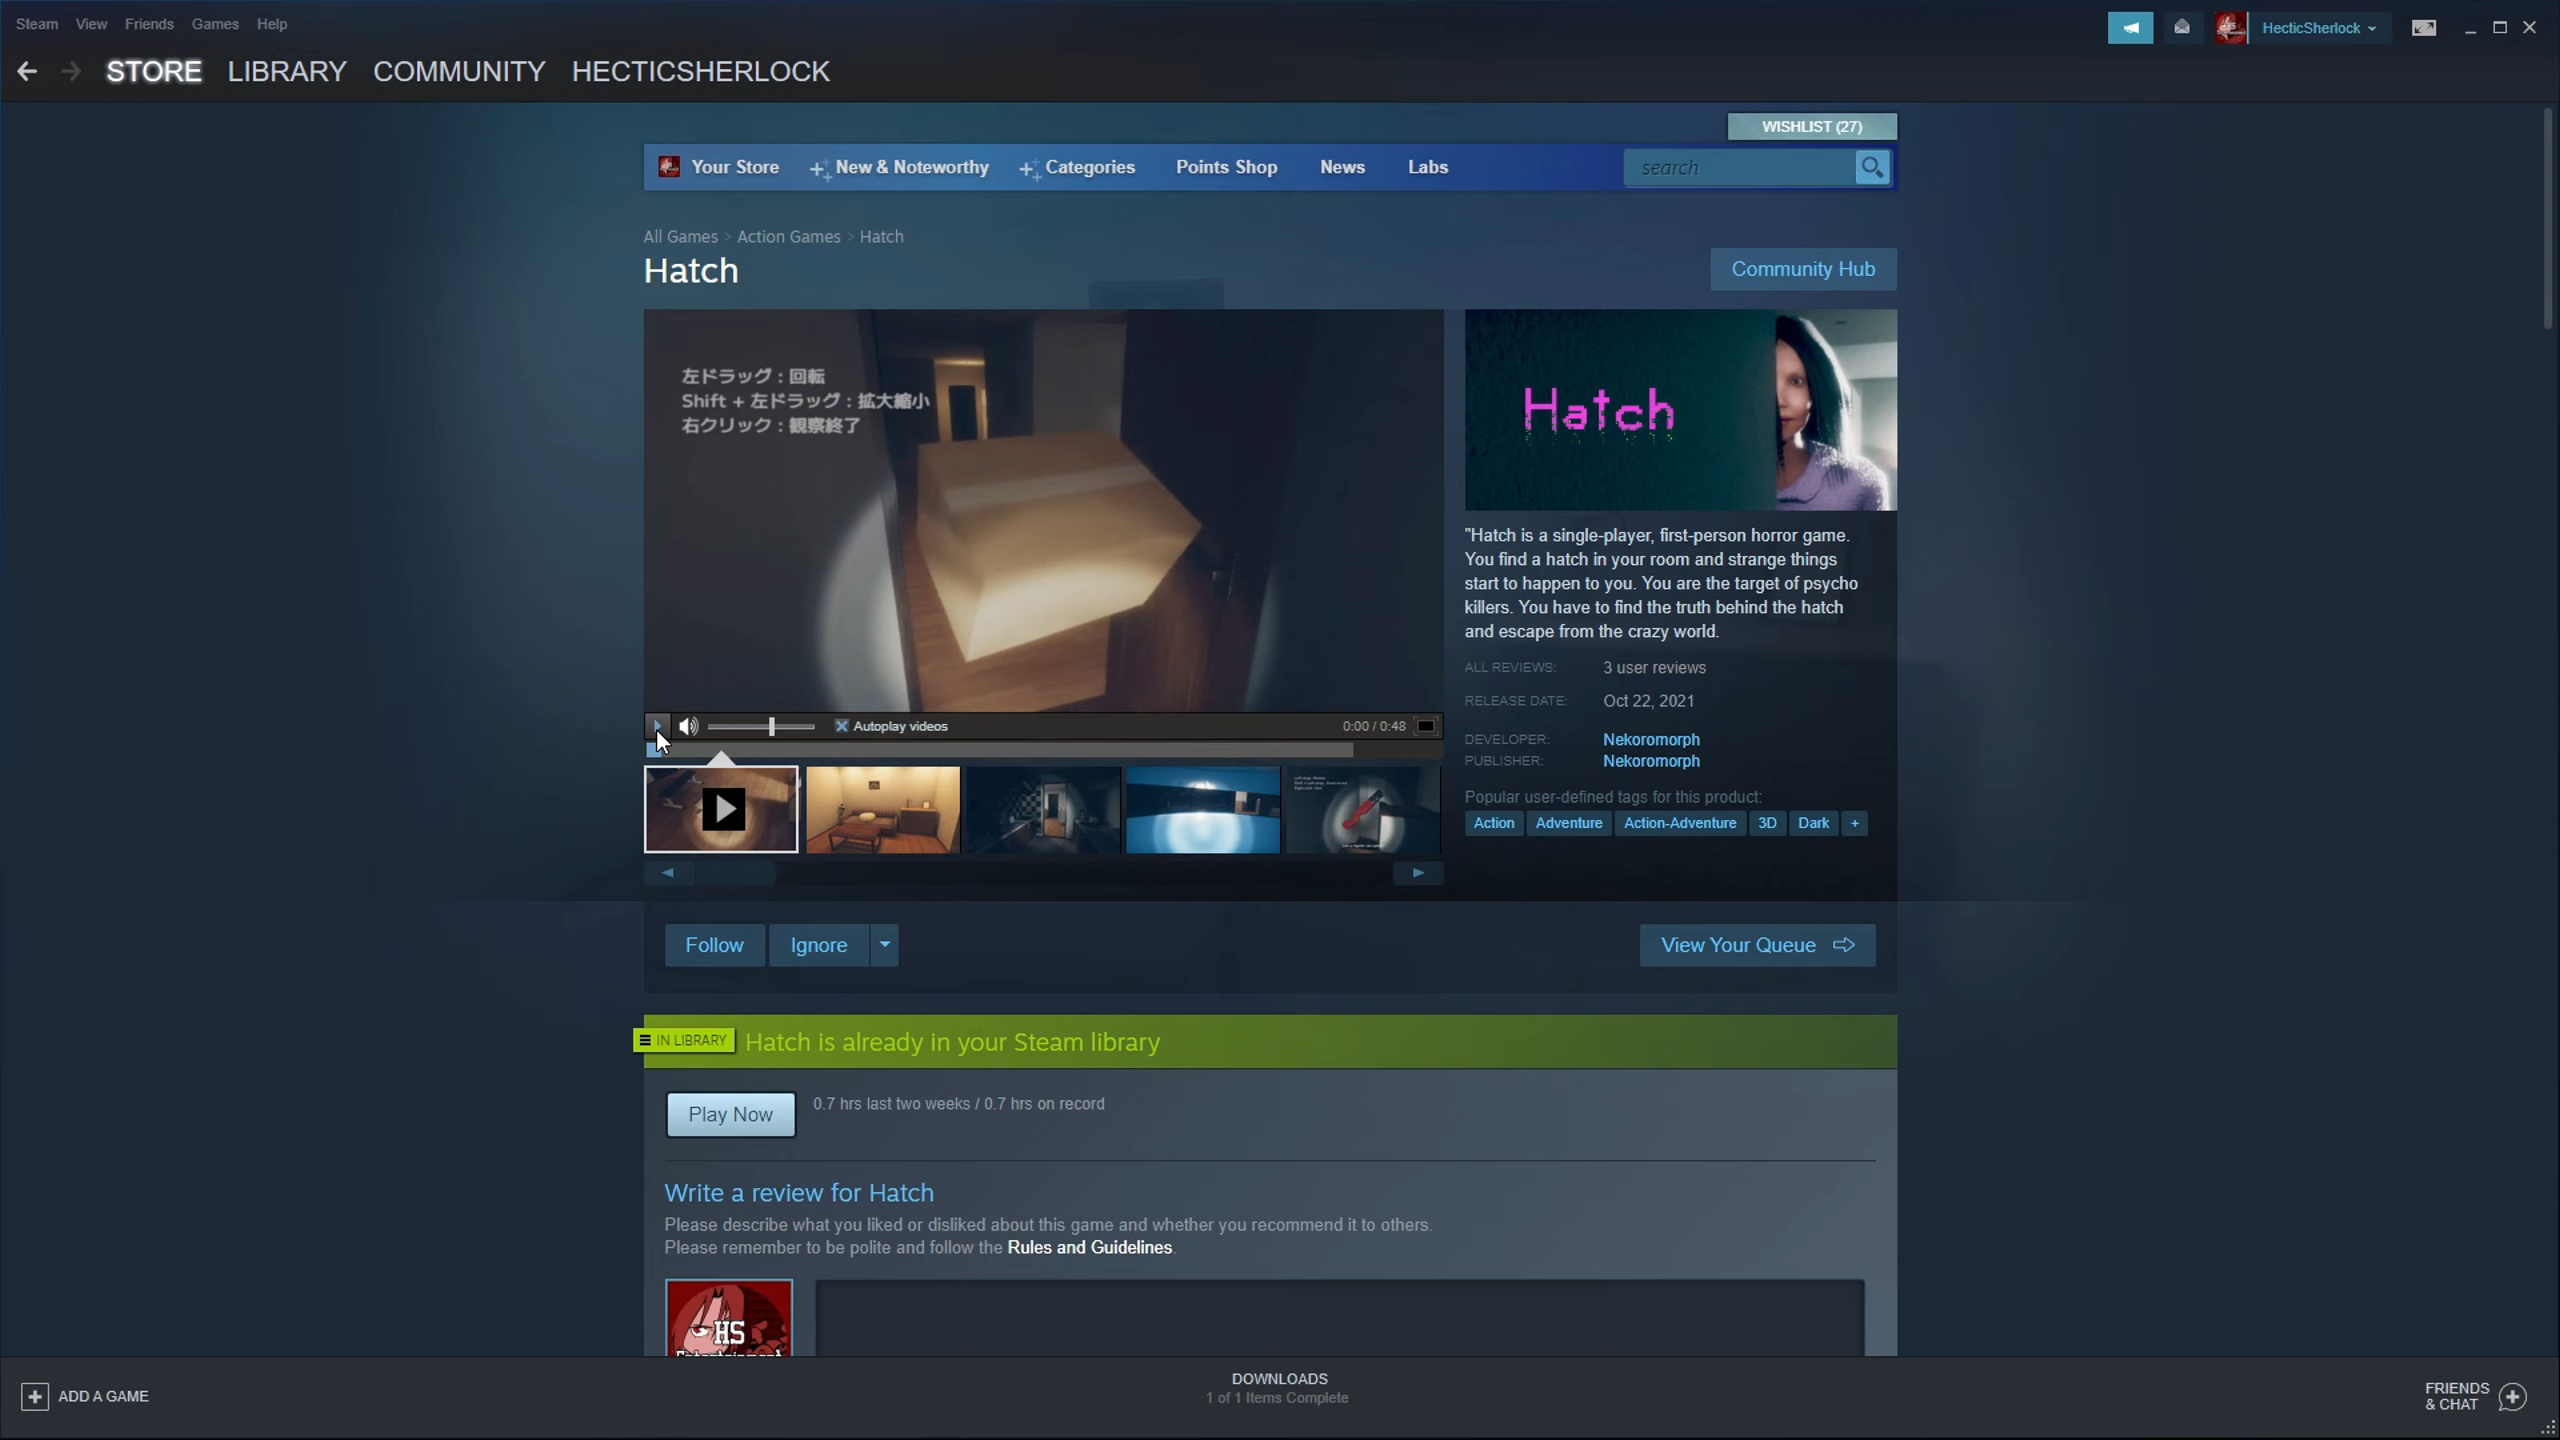 Steam View Friends Games Help
HecticSherlock
STORE LIBRARY COMMUNITY HECTICSHERLOCK
WISHLIST (27)
Your Store New & Noteworthy Categories Points Shop News Labs search
All Games > Action Games > Hatch
Hatch
Community Hub
左ドラッグ：回転
Shift + 左ドラッグ：拡大縮小
右クリック：観察終了
Hatch
"Hatch is a single-player, first-person horror game.
You find a hatch in your room and strange things
start to happen to you. You are the target of psycho
killers. You have to find the truth behind the hatch
and escape from the crazy world.
ALL REVIEWS: 3 user reviews
RELEASE DATE: Oct 22, 2021
DEVELOPER: Nekoromorph
PUBLISHER: Nekoromorph
Popular user-defined tags for this product:
Action Adventure Action-Adventure 3D Dark +
Autoplay videos 0:00 / 0:48
Follow Ignore View Your Queue
IN LIBRARY Hatch is already in your Steam library
Play Now 0.7 hrs last two weeks / 0.7 hrs on record
Write a review for Hatch
Please describe what you liked or disliked about this game and whether you recommend it to others.
Please remember to be polite and follow the Rules and Guidelines.
HS
ADD A GAME
DOWNLOADS
1 of 1 Items Complete
FRIENDS
& CHAT